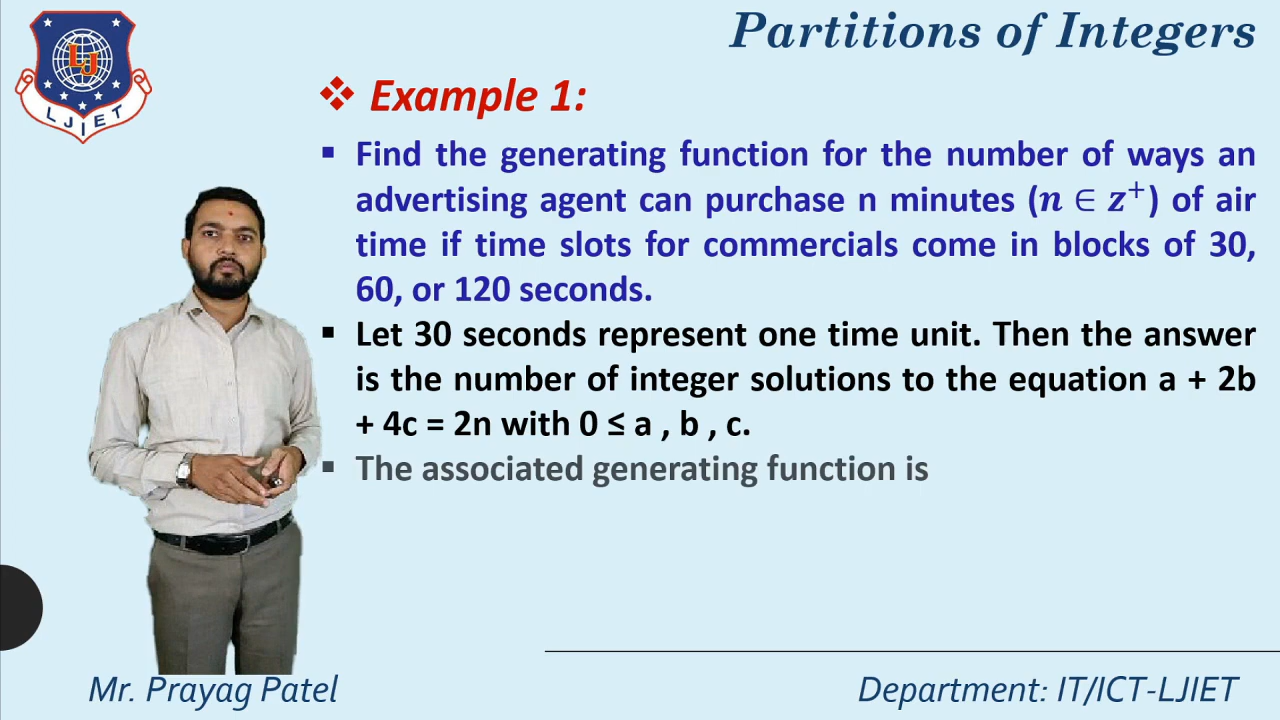 Partitions of Integers
LJIET
LJ
❖ Example 1:
▪ Find the generating function for the number of ways an
advertising agent can purchase n minutes (𝒏 ∈ 𝒛⁺) of air
time if time slots for commercials come in blocks of 30,
60, or 120 seconds.
▪ Let 30 seconds represent one time unit. Then the answer
is the number of integer solutions to the equation a + 2b
+ 4c = 2n with 0 ≤ a , b , c.
▪ The associated generating function is
Mr. Prayag Patel
Department: IT/ICT-LJIET